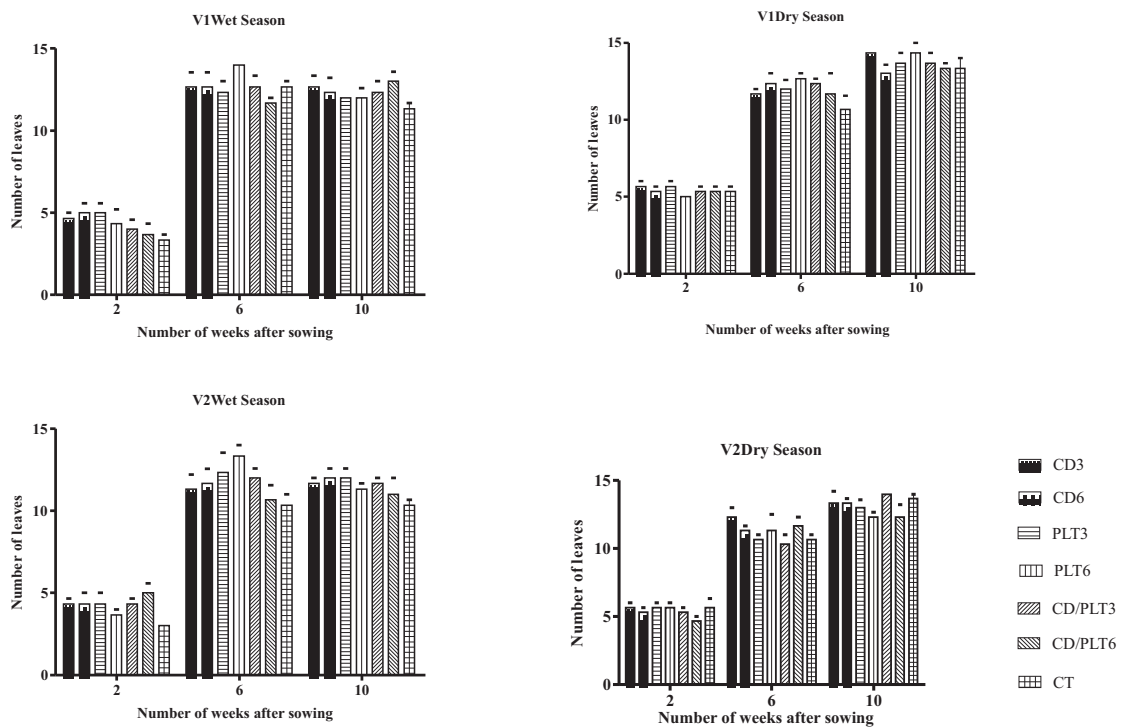 V1Wet Season
15
10
5
0
Number of leaves
2 6 10
Number of weeks after sowing
V1Dry Season
15
10
5
0
Number of leaves
2 6 10
Number of weeks after sowing
V2Wet Season
15
10
5
0
Number of leaves
2 6 10
Number of weeks after sowing
V2Dry Season
15
10
5
0
Number of leaves
2 6 10
Number of weeks after sowing
CD3
CD6
PLT3
PLT6
CD/PLT3
CD/PLT6
CT